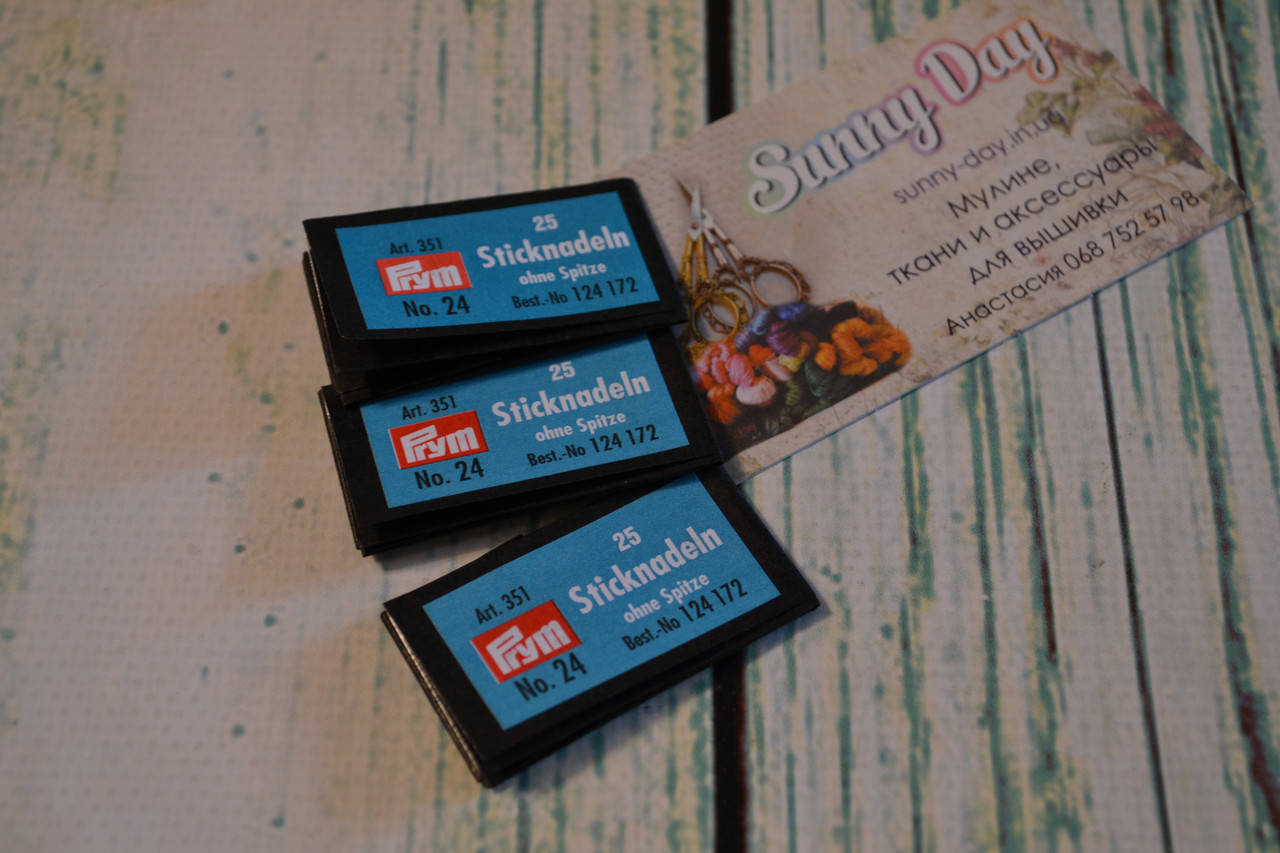 Sunny Day
sunny-day.in.ua
Мулине,
ткани и аксессуары
для вышивки
Анастасия 068 752 57 98
25
Art. 351
Sticknadeln
Prym
ohne Spitze
No. 24
Best.-No 124 172
25
Art. 351
Sticknadeln
Prym
ohne Spitze
No. 24
Best.-No 124 172
25
Art. 351
Sticknadeln
Prym
ohne Spitze
No. 24
Best.-No 124 172